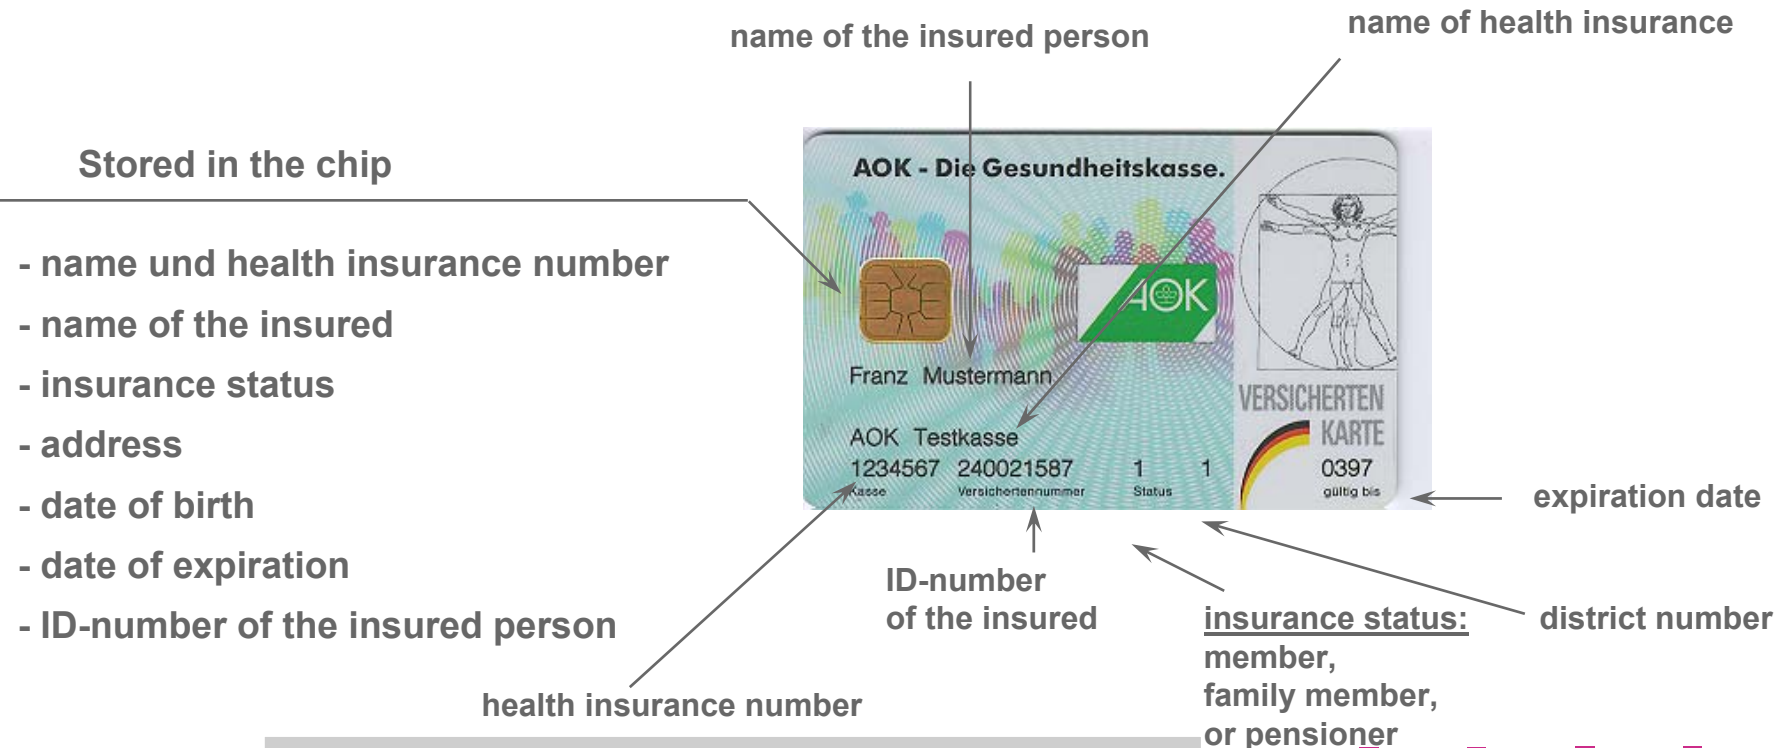 name of the insured person
name of health insurance
Stored in the chip
- name und health insurance number
- name of the insured
- insurance status
- address
- date of birth
- date of expiration
- ID-number of the insured person
AOK - Die Gesundheitskasse.
AOK
Franz Mustermann
VERSICHERTEN
KARTE
AOK Testkasse
1234567 240021587 1 1 0397
Kasse Versichertennummer Status gültig bis
expiration date
ID-number
of the insured
insurance status:
member,
family member,
or pensioner
district number
health insurance number